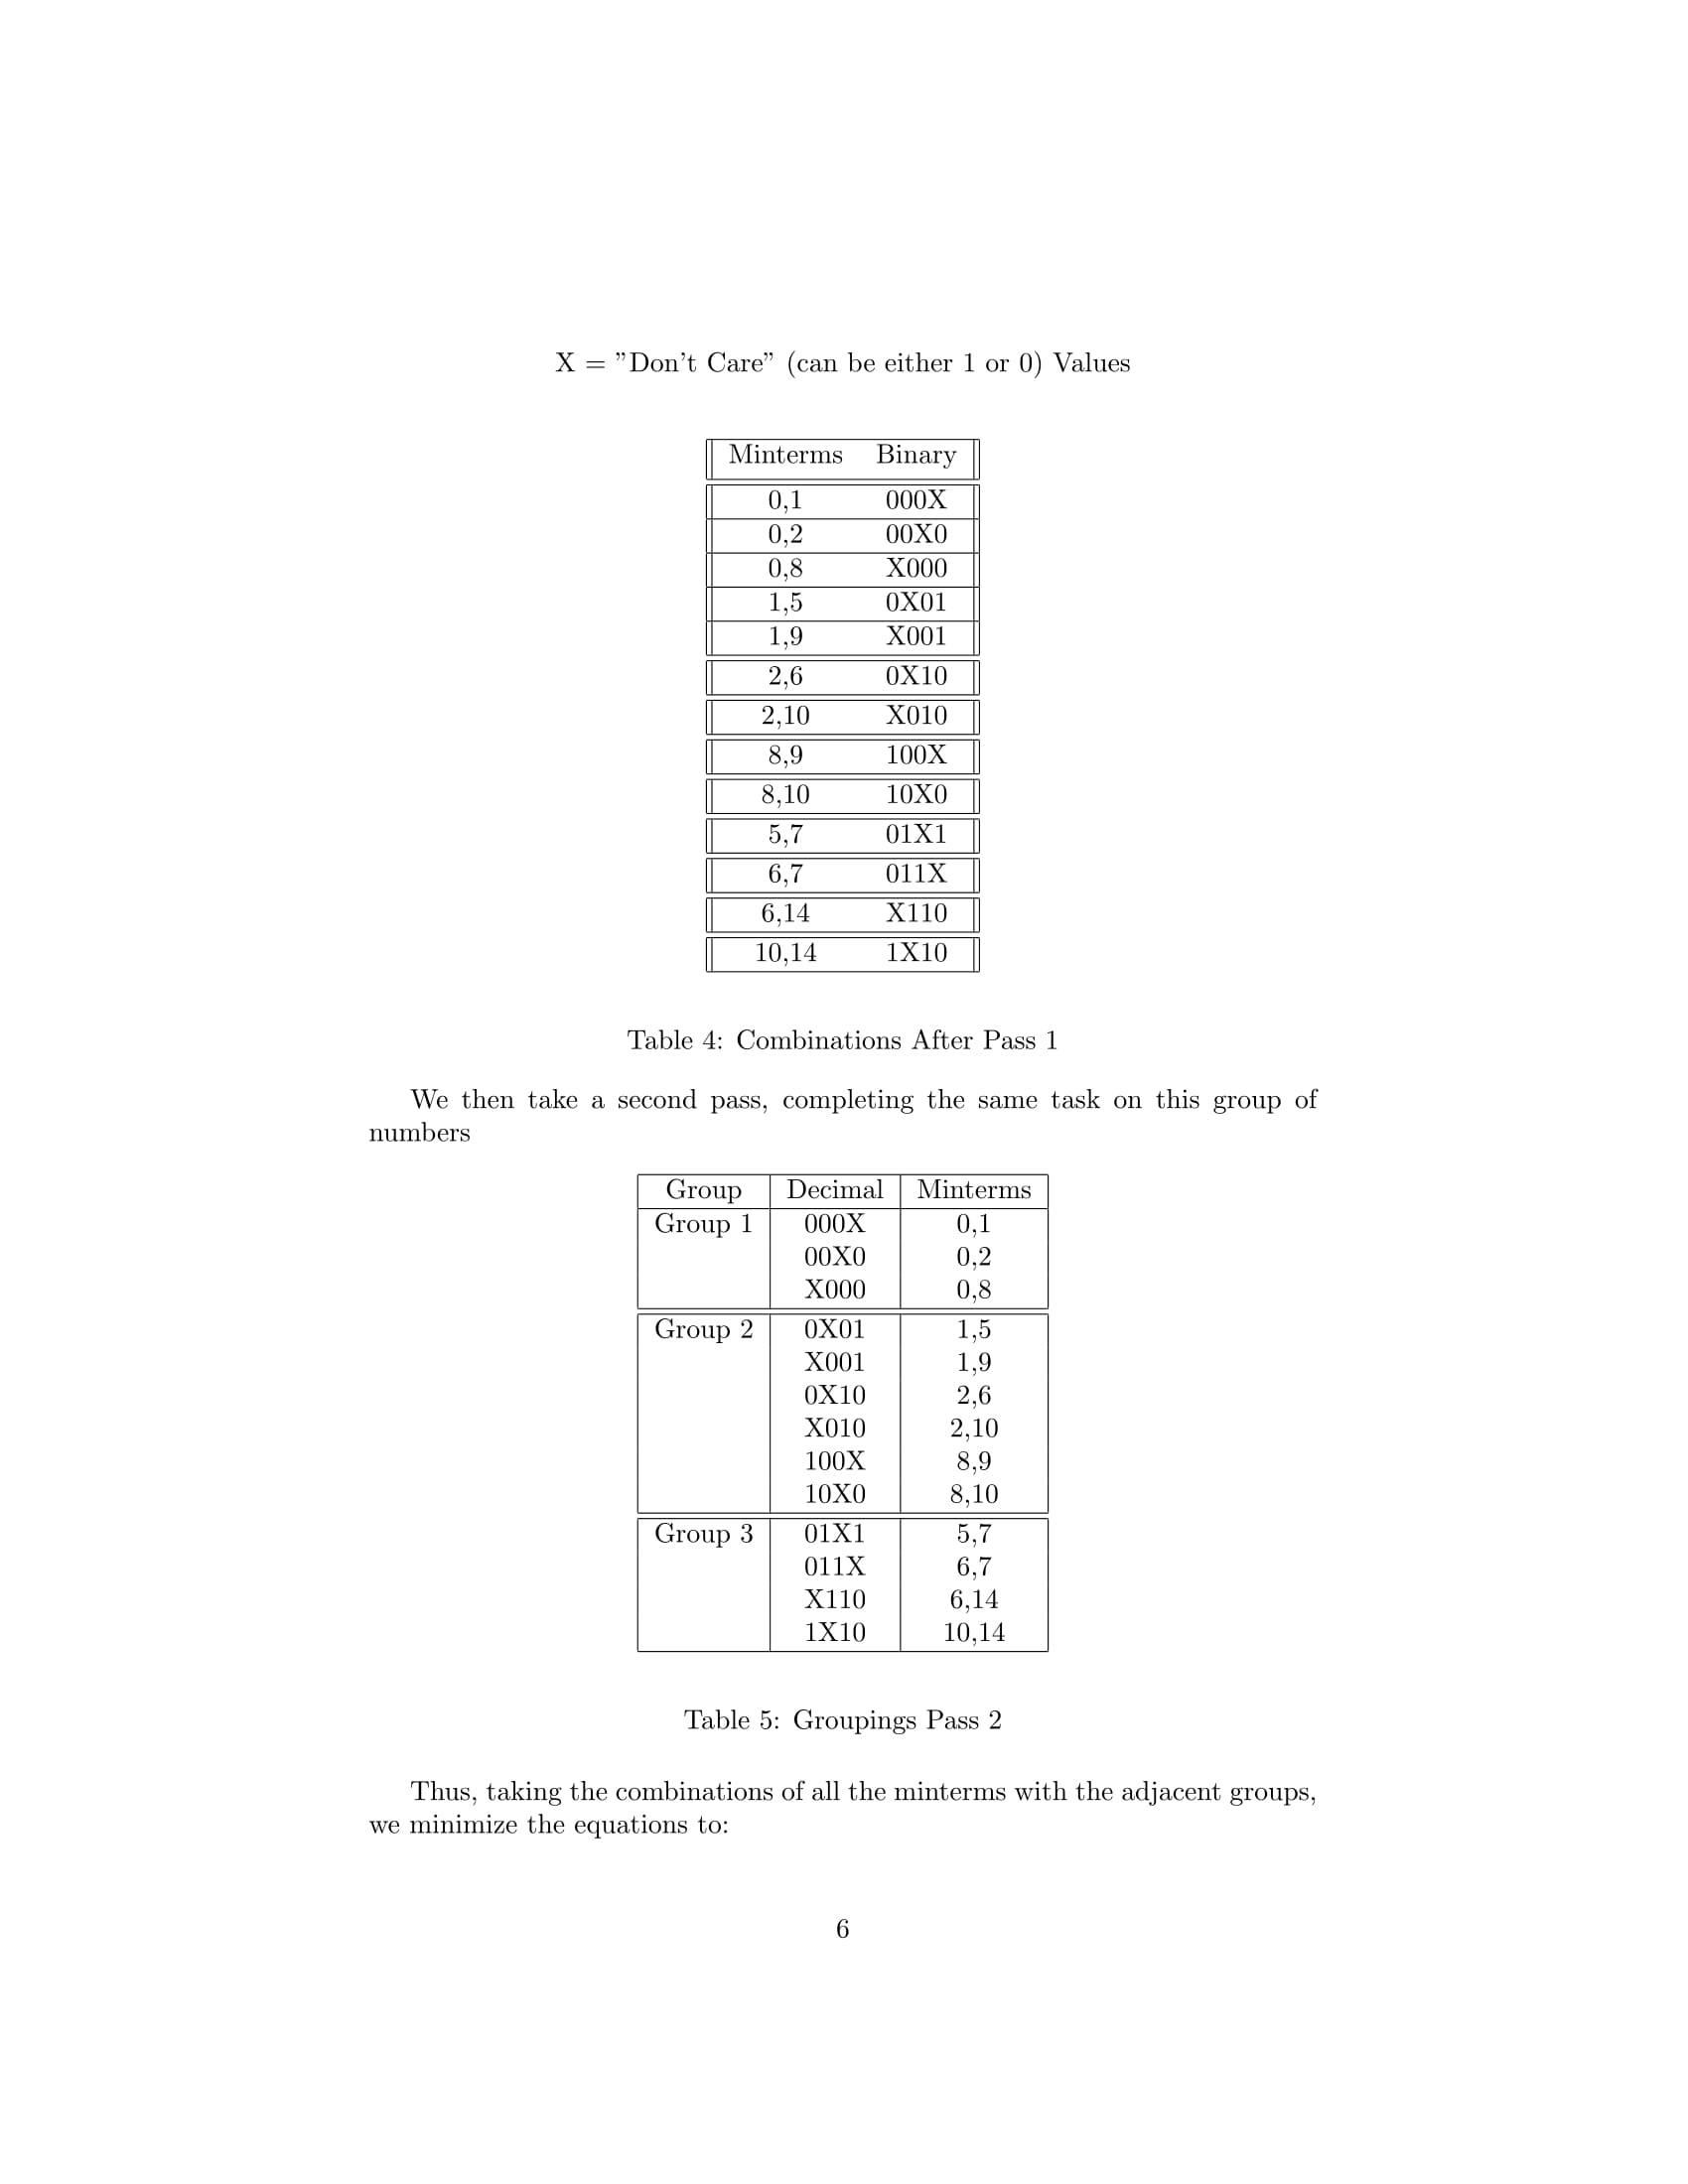 X = ”Don’t Care” (can be either 1 or 0) Values
Minterms Binary
0,1 000X
0,2 00X0
0,8 X000
1,5 0X01
1,9 X001
2,6 0X10
2,10 X010
8,9 100X
8,10 10X0
5,7 01X1
6,7 011X
6,14 X110
10,14 1X10
Table 4: Combinations After Pass 1
We then take a second pass, completing the same task on this group of
numbers
Group Decimal Minterms
Group 1 000X 0,1
00X0 0,2
X000 0,8
Group 2 0X01 1,5
X001 1,9
0X10 2,6
X010 2,10
100X 8,9
10X0 8,10
Group 3 01X1 5,7
011X 6,7
X110 6,14
1X10 10,14
Table 5: Groupings Pass 2
Thus, taking the combinations of all the minterms with the adjacent groups,
we minimize the equations to:
6